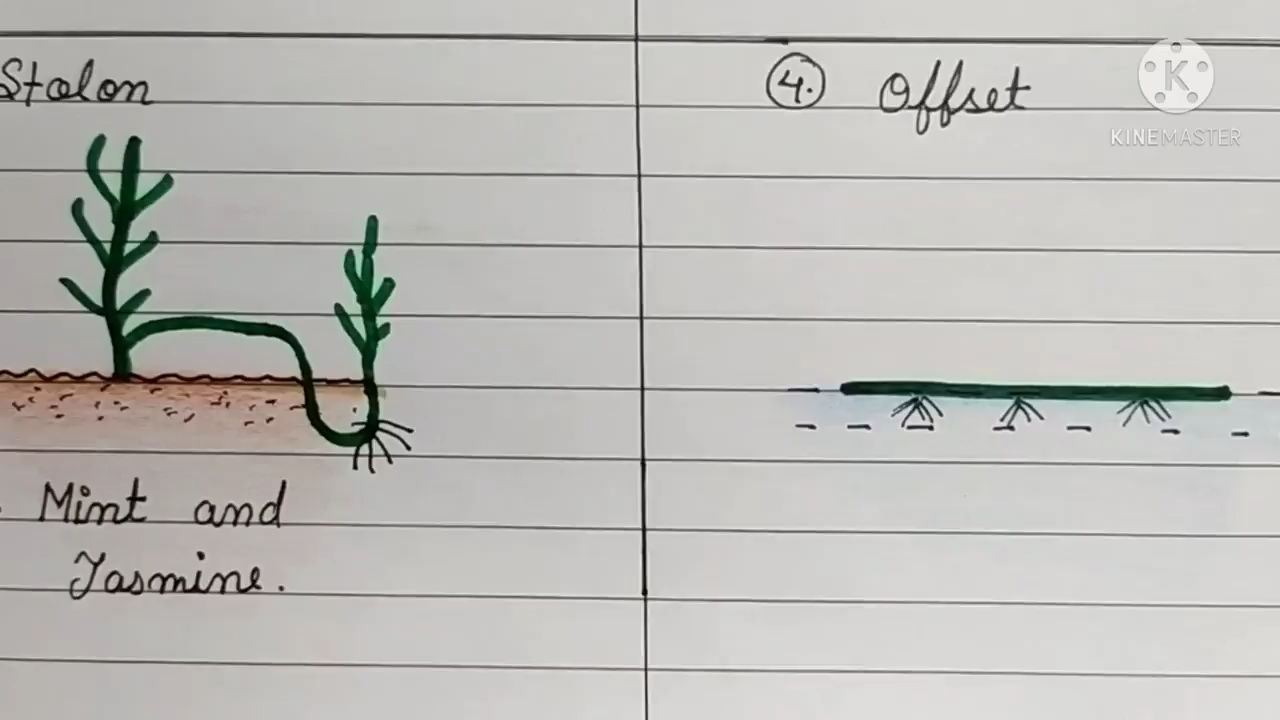 Stolon
4. Offset
KINEMASTER
Mint and
Jasmine.